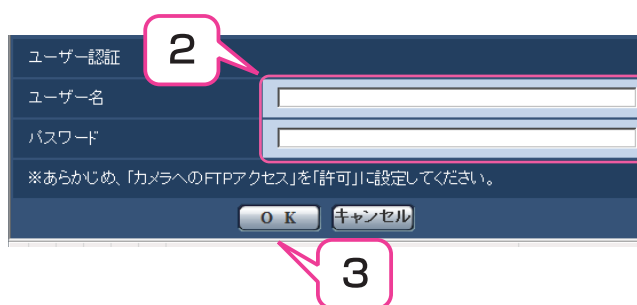 2
ユーザー認証
ユーザー名
パスワード
※あらかじめ、「カメラへのFTPアクセス」を「許可」に設定してください。
O K キャンセル
3